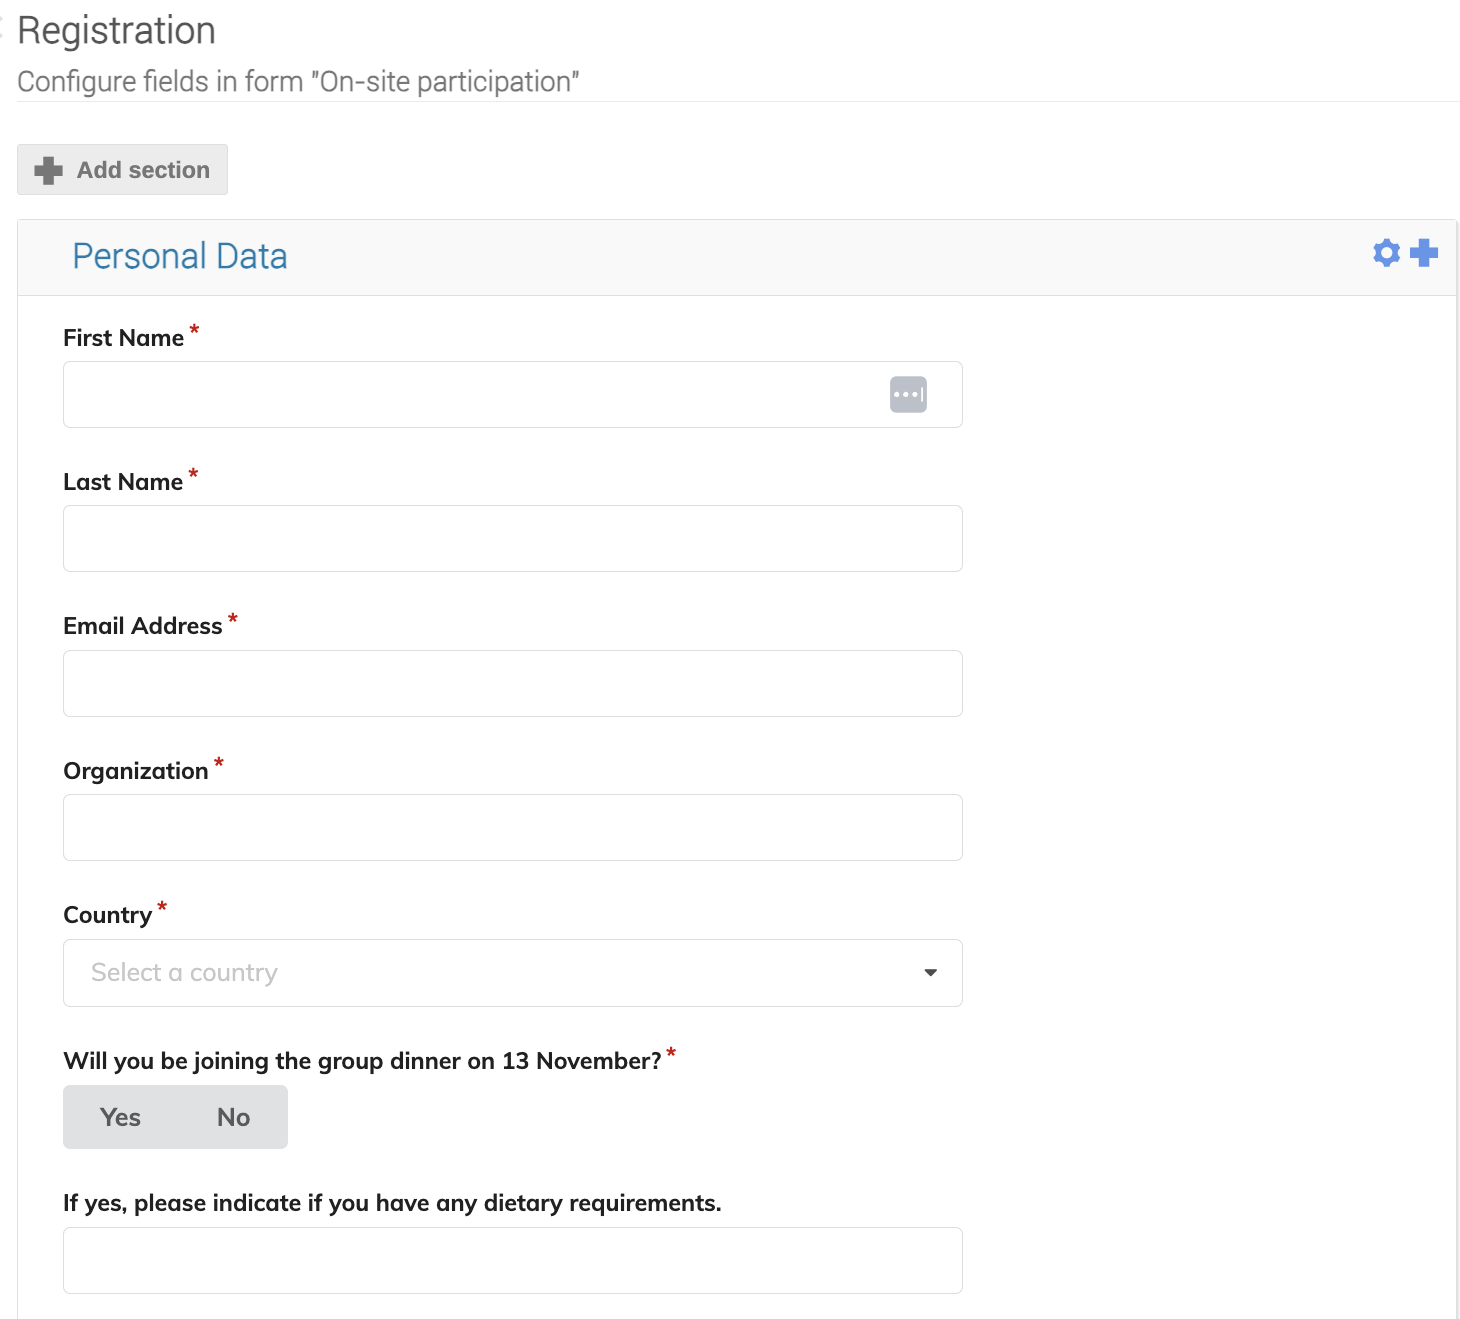 Registration
Configure fields in form "On-site participation"
Add section
Personal Data
First Name *
Last Name *
Email Address *
Organization *
Country *
Select a country
Will you be joining the group dinner on 13 November? *
Yes No
If yes, please indicate if you have any dietary requirements.